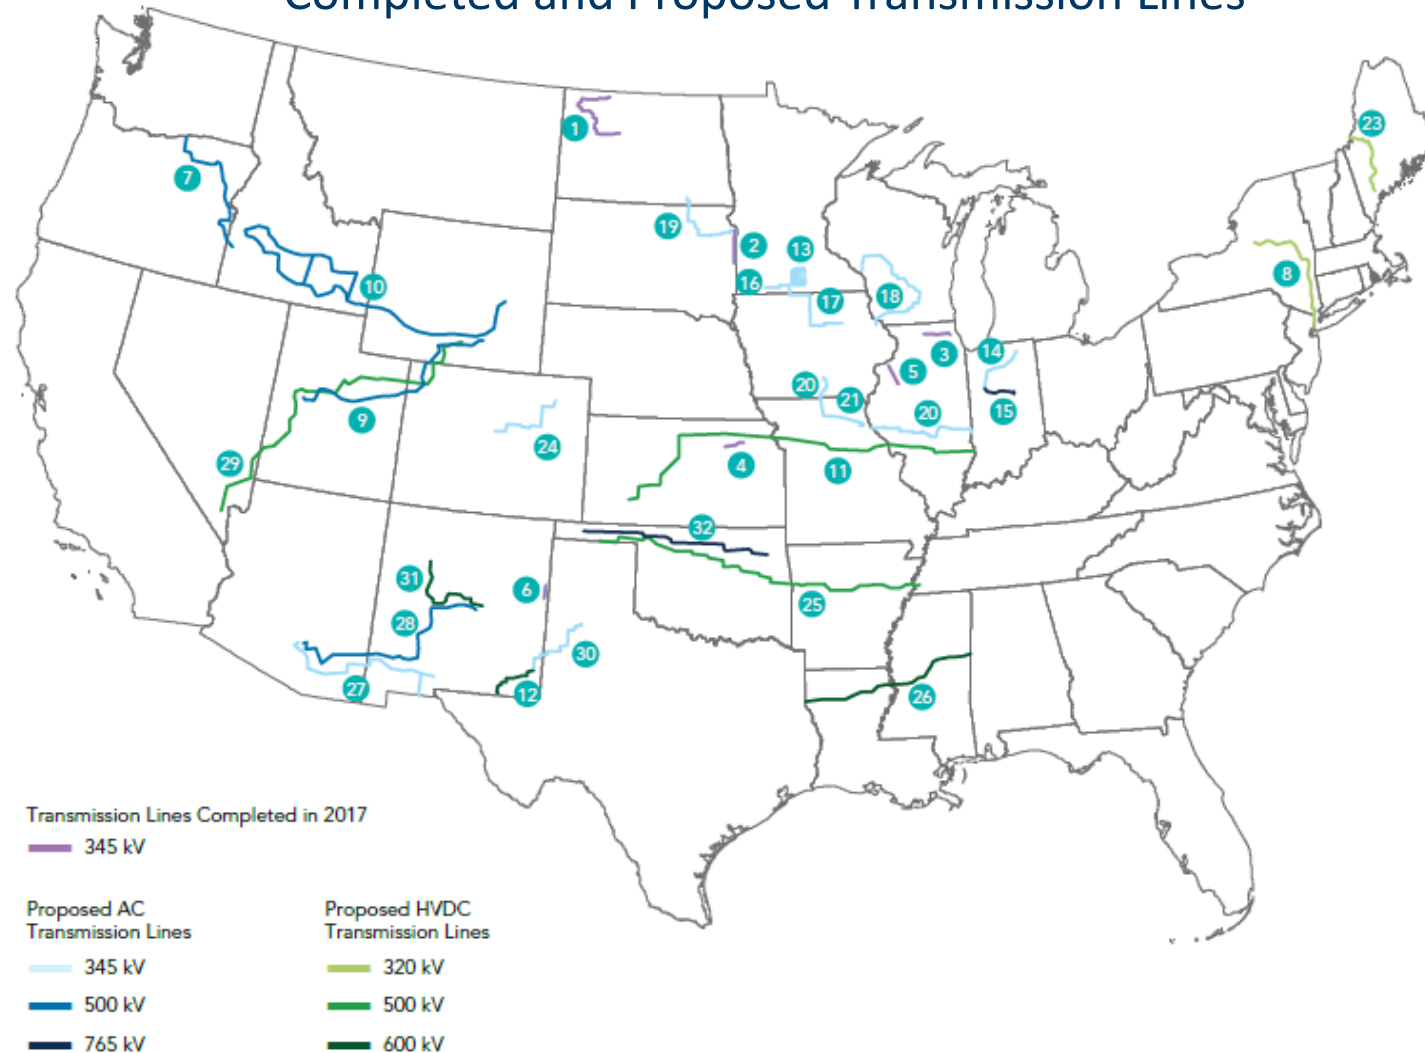 Completed and Proposed Transmission Lines
23
1
7
19
2
13
8
16
10
17
18
3
14
5
20
21
20
15
9
24
29
4
11
32
31
6
25
28
30
27
12
26
Transmission Lines Completed in 2017
345 kV
Proposed AC
Transmission Lines
345 kV
500 kV
765 kV
Proposed HVDC
Transmission Lines
320 kV
500 kV
600 kV